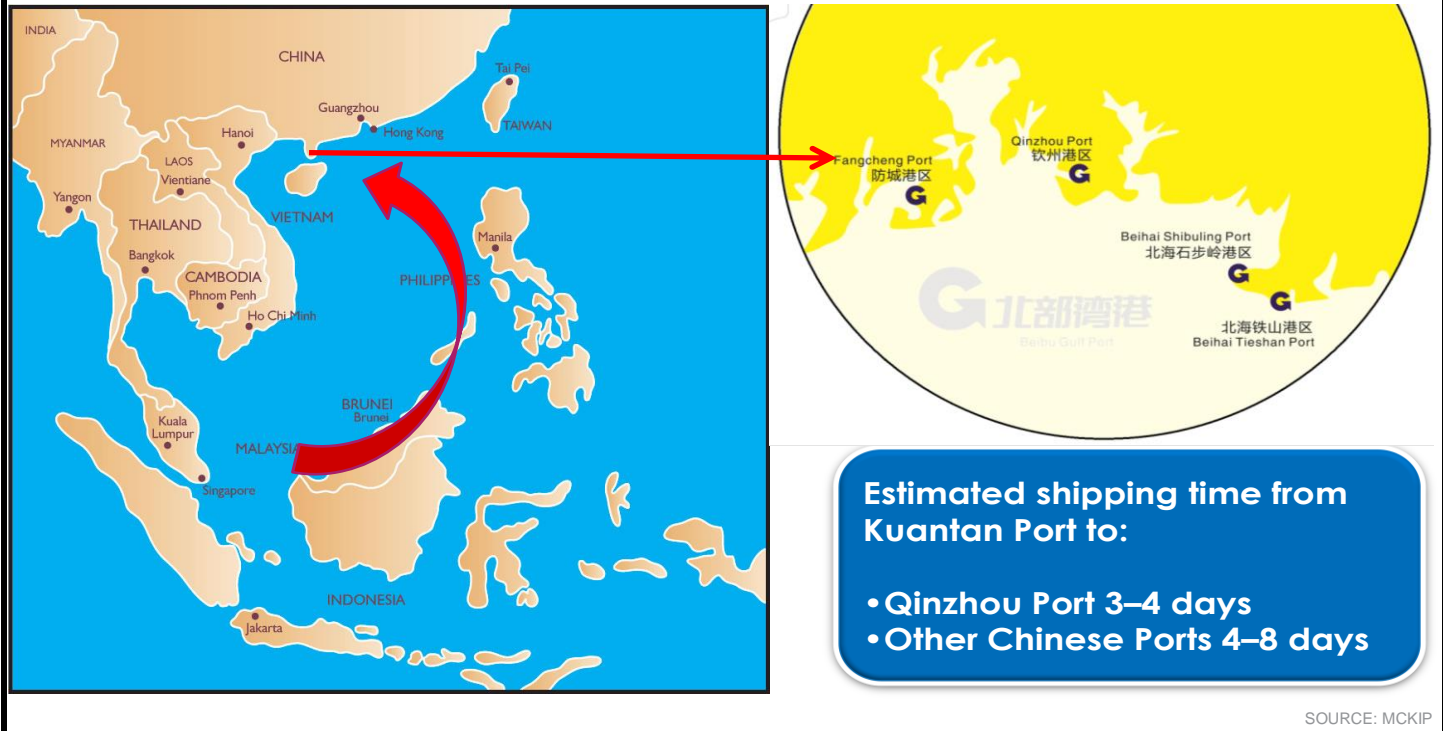 INDIA
CHINA
Tai Pei
Guangzhou
Hong Kong
TAIWAN
Hanoi
MYANMAR
LAOS
Vientiane
Yangon
VIETNAM
THAILAND
Manila
Bangkok
CAMBODIA
PHILIPPINES
Phnom Penh
Ho Chi Minh
BRUNEI
Brunei
Kuala
Lumpur
MALAYSIA
Singapore
INDONESIA
Jakarta
Qinzhou Port
钦州港区
Fangcheng Port
防城港区
G
G
Beihai Shibuling Port
北海石步岭港区
G
G
北海铁山港区
Beihai Tieshan Port
G 北部湾港
Beibu Gulf Port
Estimated shipping time from
Kuantan Port to:
•Qinzhou Port 3–4 days
•Other Chinese Ports 4–8 days
SOURCE: MCKIP